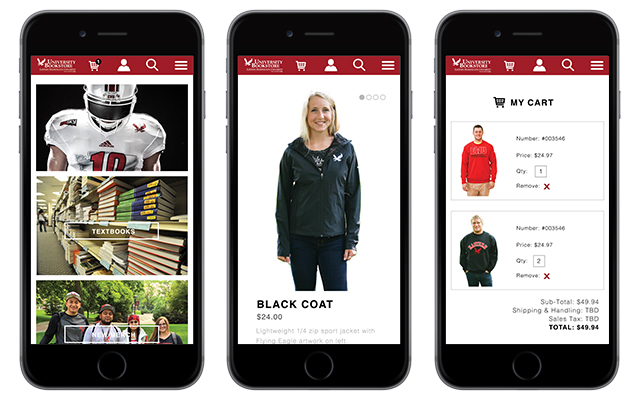 UNIVERSITY
BOOKSTORE
1
10
TEXTBOOKS
UNIVERSITY
BOOKSTORE
BLACK COAT
$24.00
Lightweight 1/4 zip sport jacket with
Flying Eagle artwork on left
UNIVERSITY
BOOKSTORE
MY CART
Number: #003546
Price: $24.97
Qty: 1
Remove: X
Number: #003546
Price: $24.97
Qty: 2
Remove: X
Sub-Total: $49.94
Shipping & Handling: TBD
Sales Tax: TBD
TOTAL: $49.94